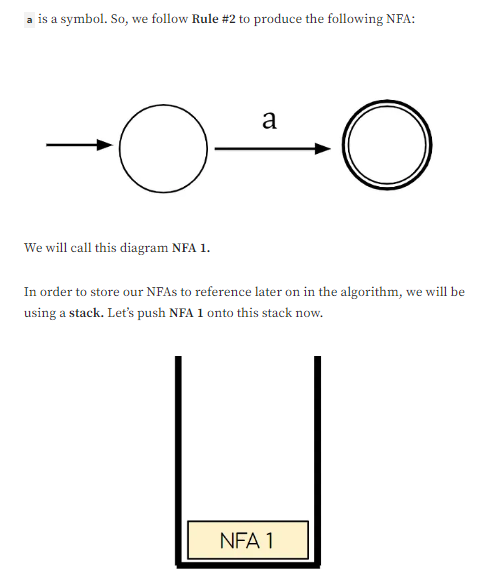 a is a symbol. So, we follow Rule #2 to produce the following NFA:
a
We will call this diagram NFA 1.
In order to store our NFAs to reference later on in the algorithm, we will be
using a stack. Let’s push NFA 1 onto this stack now.
NFA 1